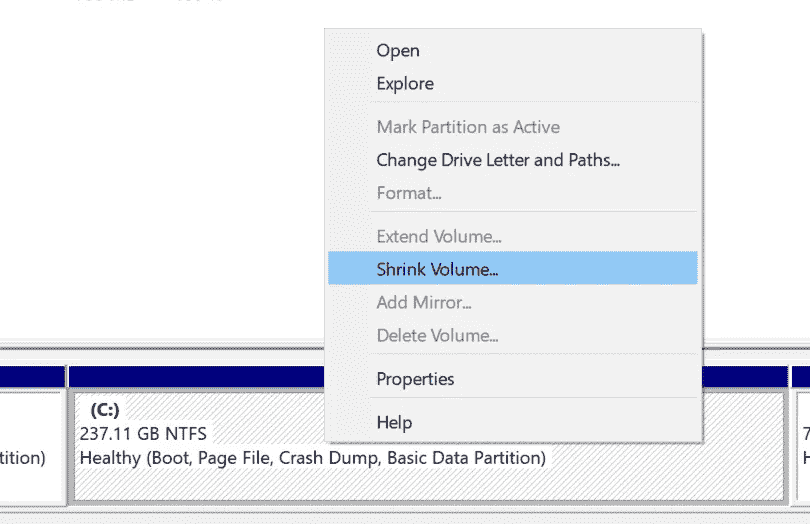 Open
Explore
Mark Partition as Active
Change Drive Letter and Paths...
Format...
Extend Volume...
Shrink Volume...
Add Mirror...
Delete Volume...
Properties
Help
(C:)
237.11 GB NTFS
tition) Healthy (Boot, Page File, Crash Dump, Basic Data Partition)